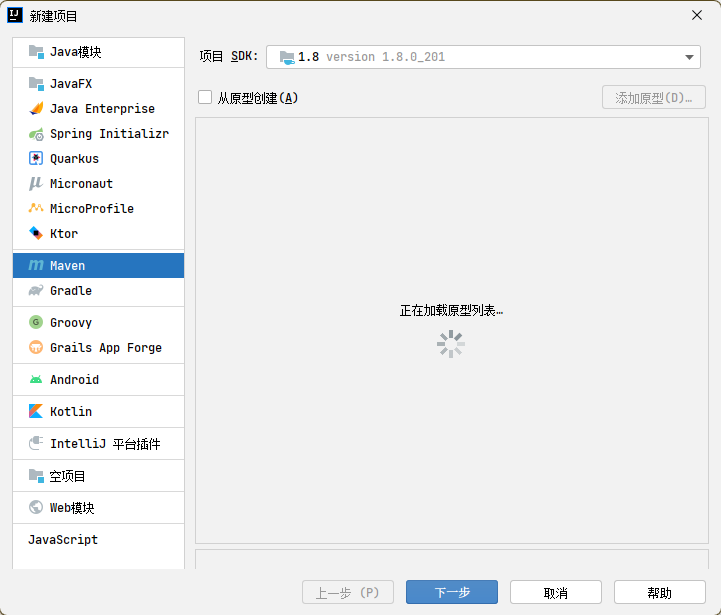 新建项目
Java模块
JavaFX
Java Enterprise
Spring Initializr
Quarkus
Micronaut
MicroProfile
Ktor
Maven
Gradle
Groovy
Grails App Forge
Android
Kotlin
IntelliJ 平台插件
空项目
Web模块
JavaScript
项目 SDK: 1.8 version 1.8.0_201
从原型创建(A) 添加原型(D)…
正在加载原型列表…
上一步 (P) 下一步 取消 帮助